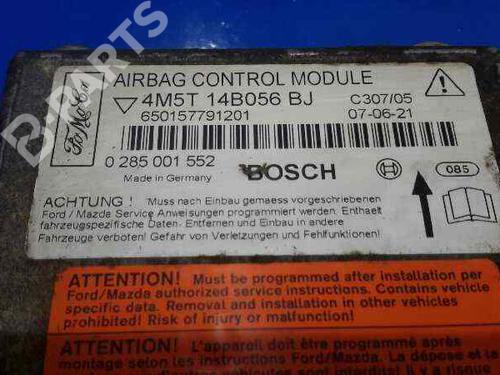 B-PARTS
Ford
AIRBAG CONTROL MODULE
4M5T 14B056 BJ
C307/05
650157791201
07-06-21
0 285 001 552
BOSCH
085
Made in Germany
ACHTUNG ! Muss nach Einbau gemaess vorgeschriebenen
Ford / Mazda Service Anweisungen programmiert werden. Enthaelt
fahrzeugspezifische Daten. Entfernen und Einbau in andere
Fahrzeuge verboten! Gefahr von Verletzungen und Fehlfunktionen!
ATTENTION! Must be programmed after installation per
Ford/Mazda authorized service instructions. Contains vehicle
specific data. Removal and installation in other vehicles
prohibited! Risk of injury or malfunction!
ATTENTION! L'appareil doit être programmé après
montage selon les instructions Ford/Mazda. La dépose et la